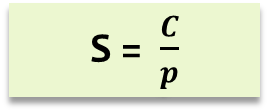 S = C/p